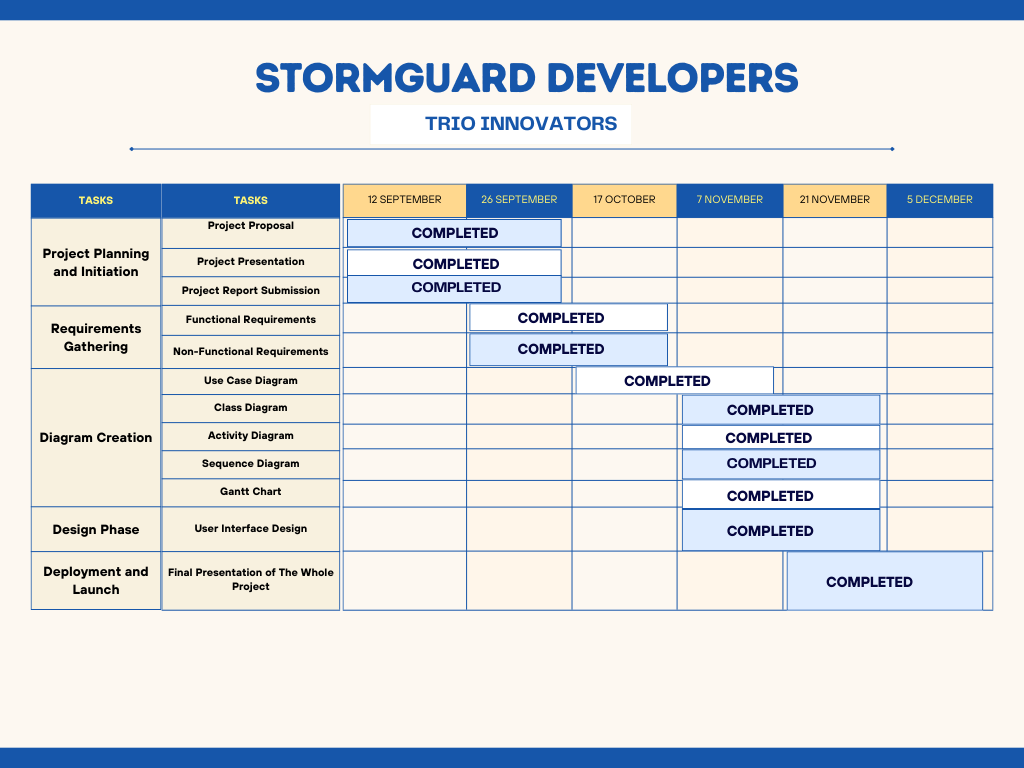 STORMGUARD DEVELOPERS
TRIO INNOVATORS
TASKS TASKS 12 SEPTEMBER 26 SEPTEMBER 17 OCTOBER 7 NOVEMBER 21 NOVEMBER 5 DECEMBER
Project Planning
and Initiation
Project Proposal COMPLETED
Project Presentation COMPLETED
Project Report Submission COMPLETED
Requirements
Gathering
Functional Requirements COMPLETED
Non-Functional Requirements COMPLETED
Diagram Creation
Use Case Diagram COMPLETED
Class Diagram COMPLETED
Activity Diagram COMPLETED
Sequence Diagram COMPLETED
Gantt Chart COMPLETED
Design Phase User Interface Design COMPLETED
Deployment and
Launch
Final Presentation of The Whole
Project
COMPLETED